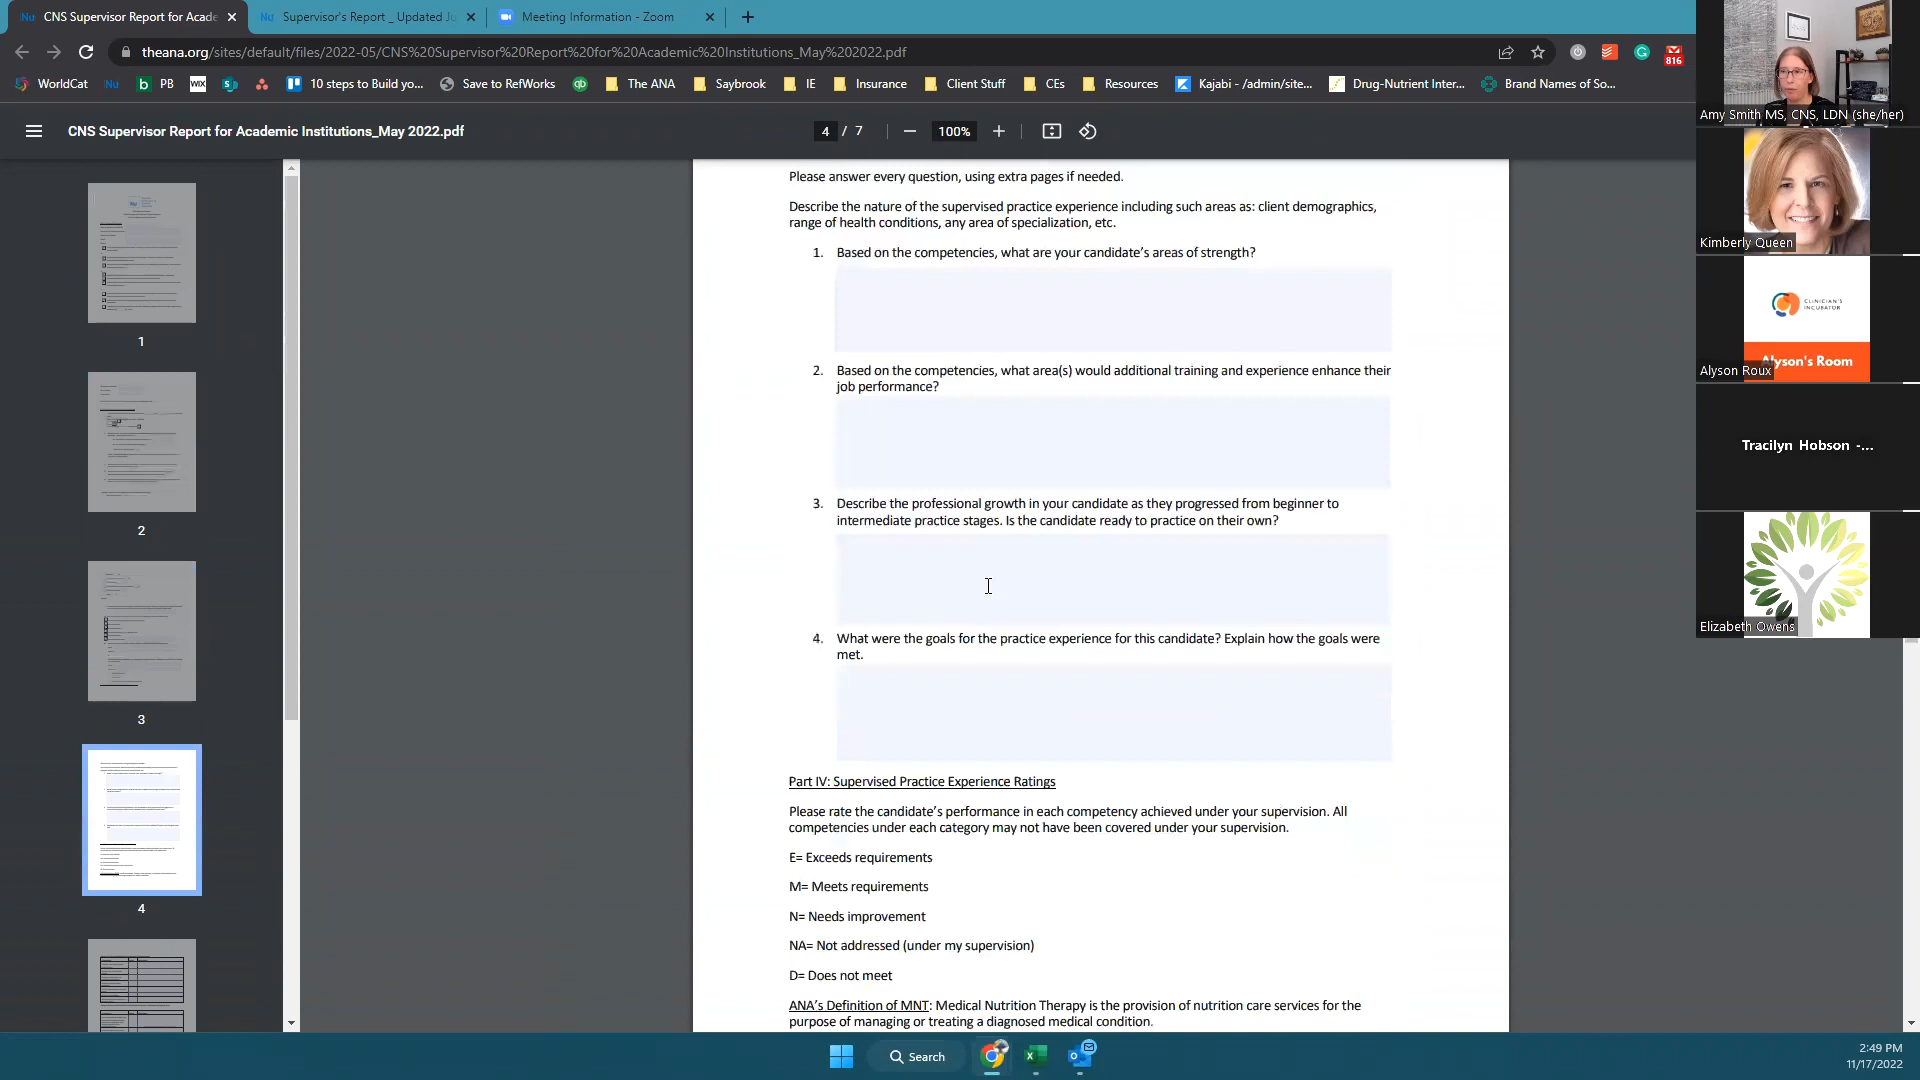 CNS Supervisor Report for Acade
Supervisor's Report _ Updated Ju
Meeting Information - Zoom
theana.org/sites/default/files/2022-05/CNS%20Supervisor%20Report%20for%20Academic%20Institutions_May%202022.pdf
816
WorldCat
PB
WIX
10 steps to Build yo...
Save to RefWorks
The ANA
Saybrook
IE
Insurance
Client Stuff
CEs
Resources
Kajabi - /admin/site...
Drug-Nutrient Inter...
Brand Names of So...
CNS Supervisor Report for Academic Institutions_May 2022.pdf
4 / 7
100%
1
2
3
4
Please answer every question, using extra pages if needed.
Describe the nature of the supervised practice experience including such areas as: client demographics,
range of health conditions, any area of specialization, etc.
1. Based on the competencies, what are your candidate's areas of strength?
2. Based on the competencies, what area(s) would additional training and experience enhance their
job performance?
3. Describe the professional growth in your candidate as they progressed from beginner to
intermediate practice stages. Is the candidate ready to practice on their own?
4. What were the goals for the practice experience for this candidate? Explain how the goals were
met.
Part IV: Supervised Practice Experience Ratings
Please rate the candidate's performance in each competency achieved under your supervision. All
competencies under each category may not have been covered under your supervision.
E= Exceeds requirements
M= Meets requirements
N= Needs improvement
NA= Not addressed (under my supervision)
D= Does not meet
ANA's Definition of MNT: Medical Nutrition Therapy is the provision of nutrition care services for the
purpose of managing or treating a diagnosed medical condition.
Amy Smith MS, CNS, LDN (she/her)
Kimberly Queen
CLINICIAN'S
INCUBATOR
Alyson's Room
Alyson Roux
Tracilyn Hobson -...
Elizabeth Owens
Search
2:49 PM
11/17/2022